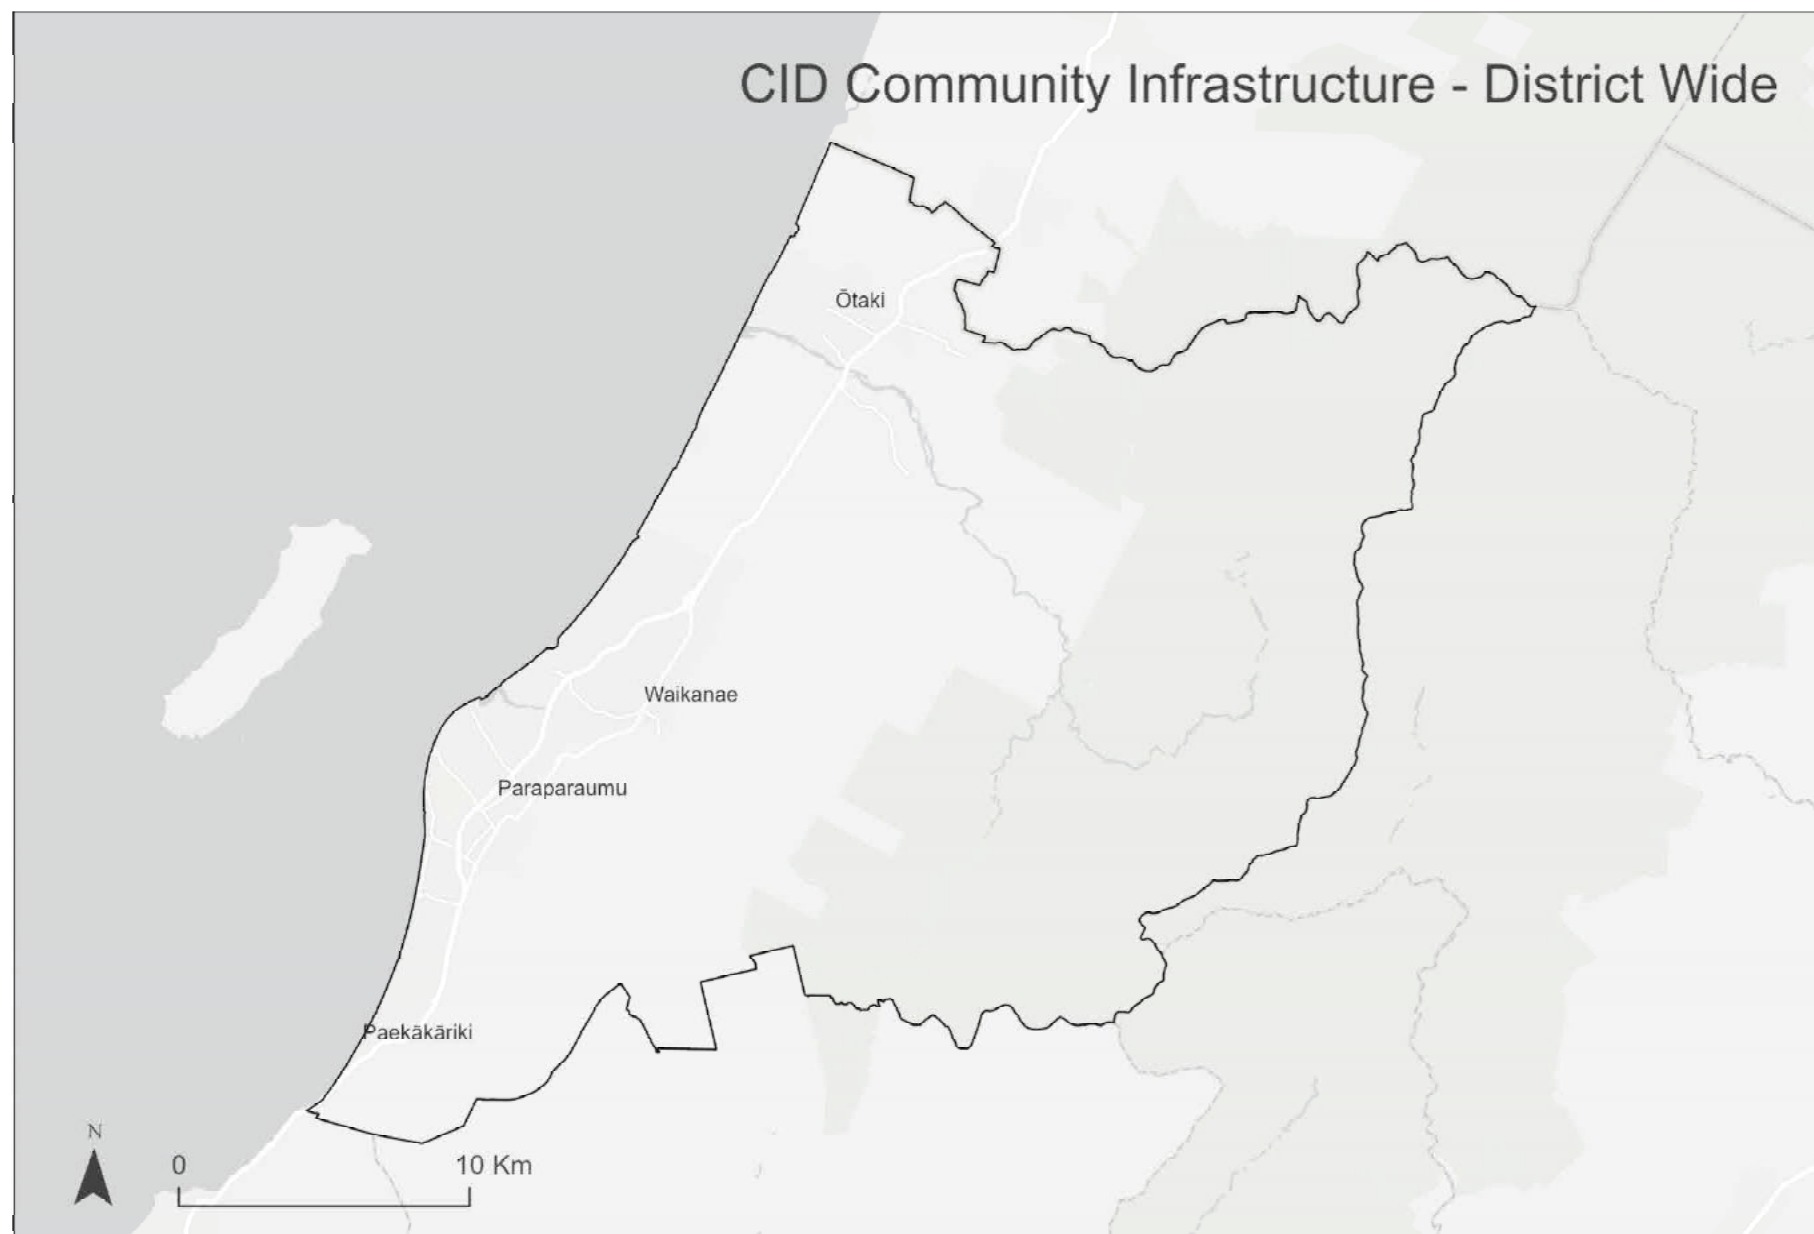 CID Community Infrastructure - District Wide
Ōtaki
Waikanae
Paraparaumu
Paekākāriki
N
0
10 Km